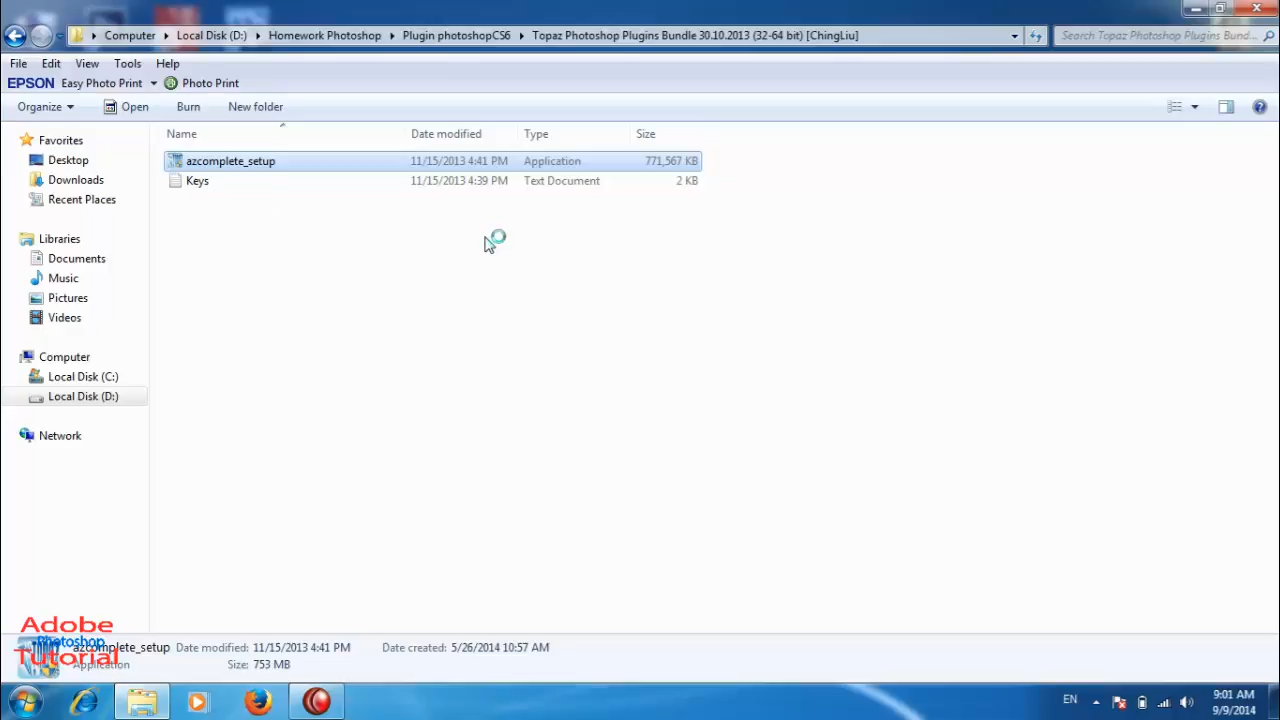 Computer Local Disk (D:) Homework Photoshop Plugin photoshopCS6 Topaz Photoshop Plugins Bundle 30.10.2013 (32-64 bit) [ChingLiu] Search Topaz Photoshop Plugins Bund...
File Edit View Tools Help
EPSON Easy Photo Print Photo Print
Organize Open Burn New folder
Name Date modified Type Size
Favorites
Desktop
Downloads
Recent Places
Libraries
Documents
Music
Pictures
Videos
Computer
Local Disk (C:)
Local Disk (D:)
Network
azcomplete_setup 11/15/2013 4:41 PM Application 771,567 KB
Keys 11/15/2013 4:39 PM Text Document 2 KB
Adobe
Photoshop
Tutorial
azcomplete_setup Date modified: 11/15/2013 4:41 PM Date created: 5/26/2014 10:57 AM
Application Size: 753 MB
EN 9:01 AM
9/9/2014